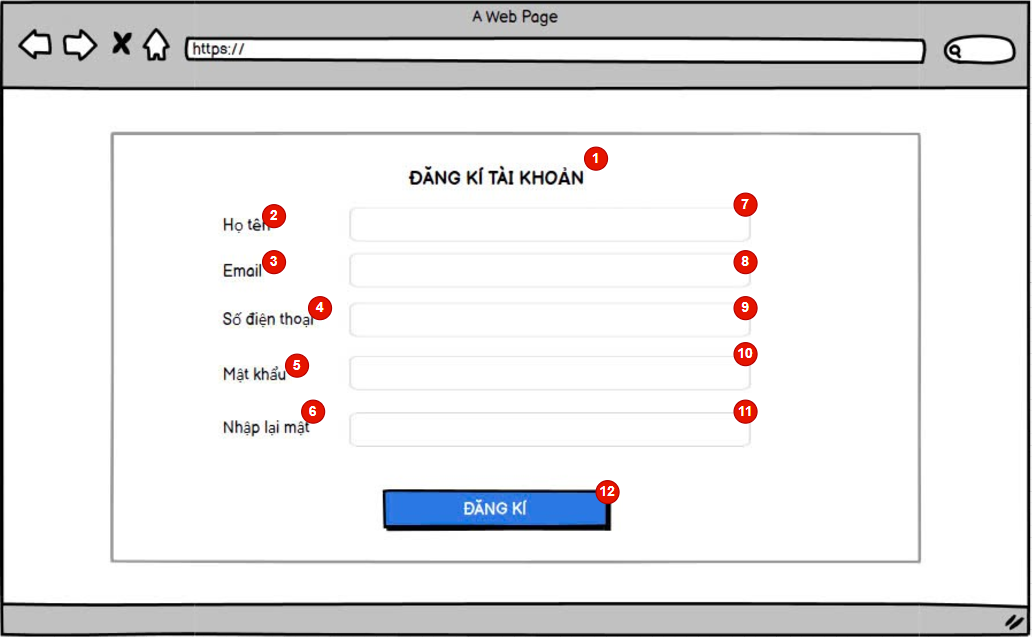 A Web Page
https://
1
ĐĂNG KÍ TÀI KHOẢN
Họ tên 2 7
Email 3 8
Số điện thoại 4 9
Mật khẩu 5 10
Nhập lại mật 6 11
ĐĂNG KÍ 12